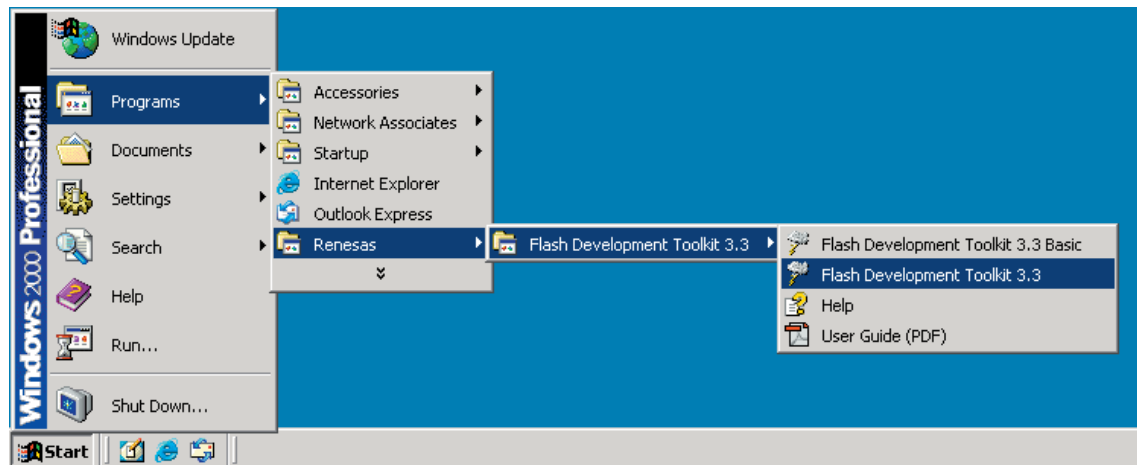 Windows 2000 Professional
Windows Update
Programs
Documents
Settings
Search
Help
Run...
Shut Down...
Accessories
Network Associates
Startup
Internet Explorer
Outlook Express
Renesas
Flash Development Toolkit 3.3
Flash Development Toolkit 3.3 Basic
Flash Development Toolkit 3.3
Help
User Guide (PDF)
Start